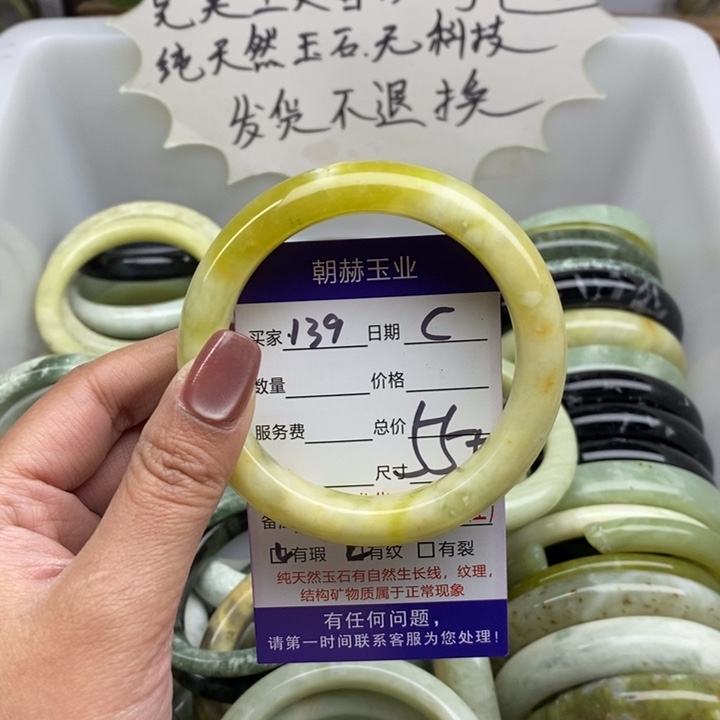 纯天然玉石.无科技
发货不退换
朝赫玉业
买家 139 日期 C
数量 价格
服务费 总价
尺寸 55+
☑有瑕 ☑有纹 ☐有裂
纯天然玉石有自然生长线，纹理，
结构矿物质属于正常现象
有任何问题，
请第一时间联系客服为您处理！